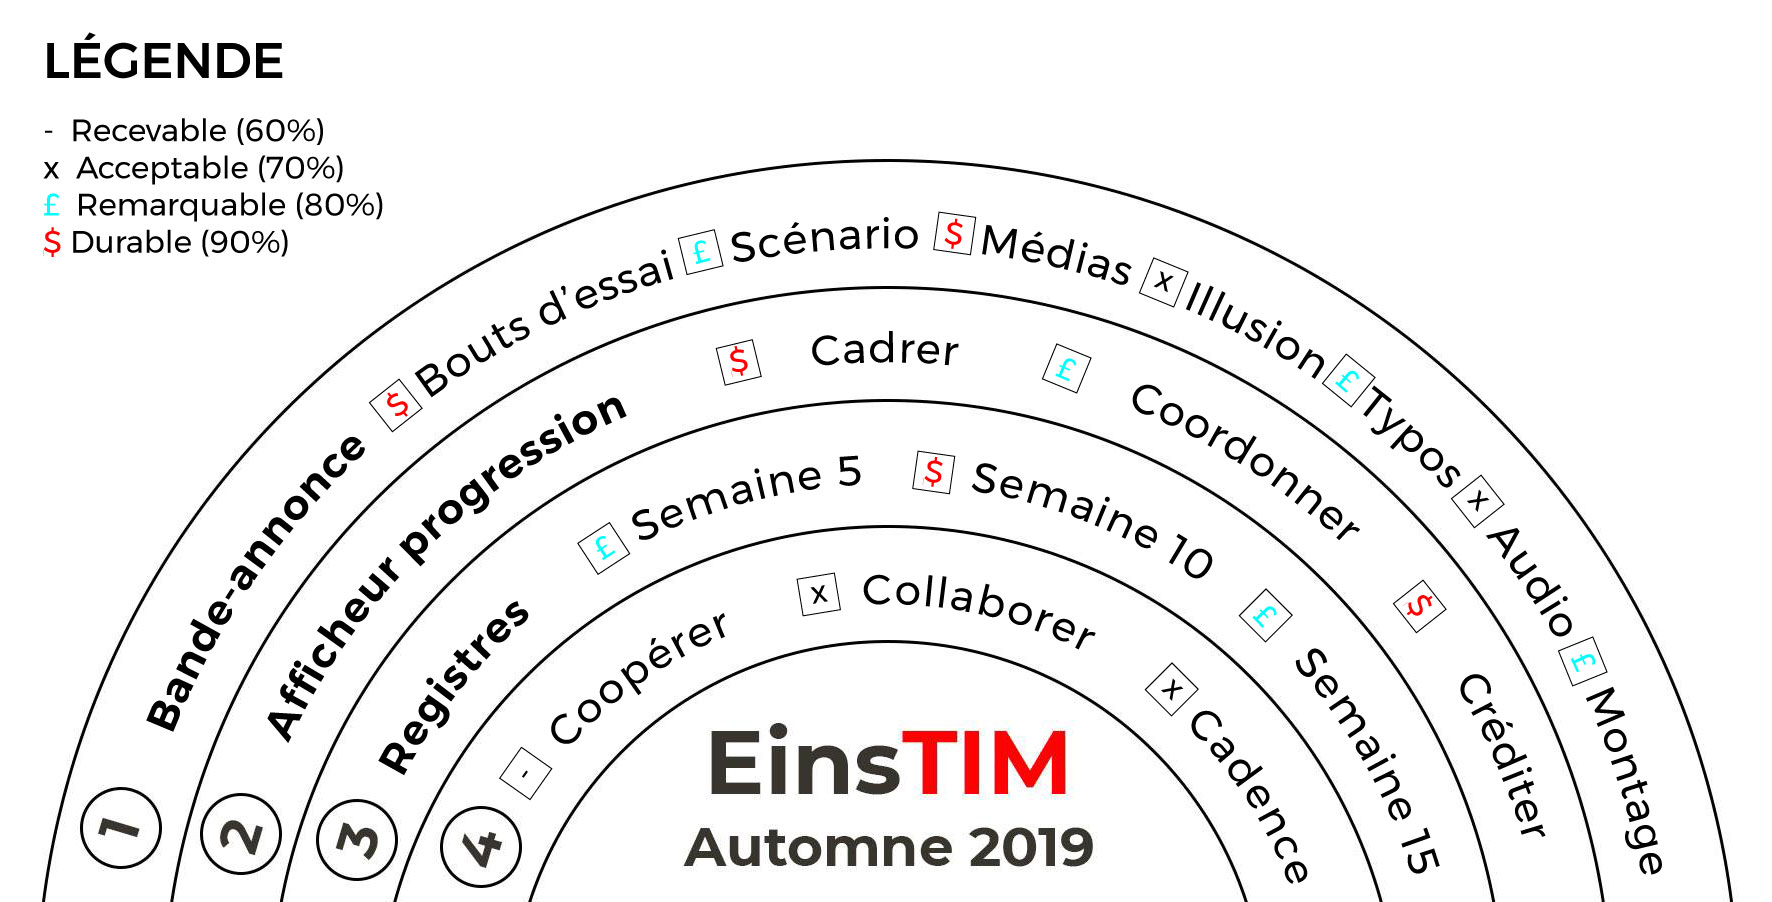 LÉGENDE
- Recevable (60%)
x Acceptable (70%)
£ Remarquable (80%)
$ Durable (90%)
1 Bande-annonce $ Bouts d'essai £ Scénario $ Médias x Illusion £ Typos x Audio £ Montage
2 Afficheur progression $ Cadrer £ Coordonner $ Créditer
3 Registres £ Semaine 5 $ Semaine 10 £ Semaine 15
4 - Coopérer x Collaborer x Cadence
EinsTIM
Automne 2019